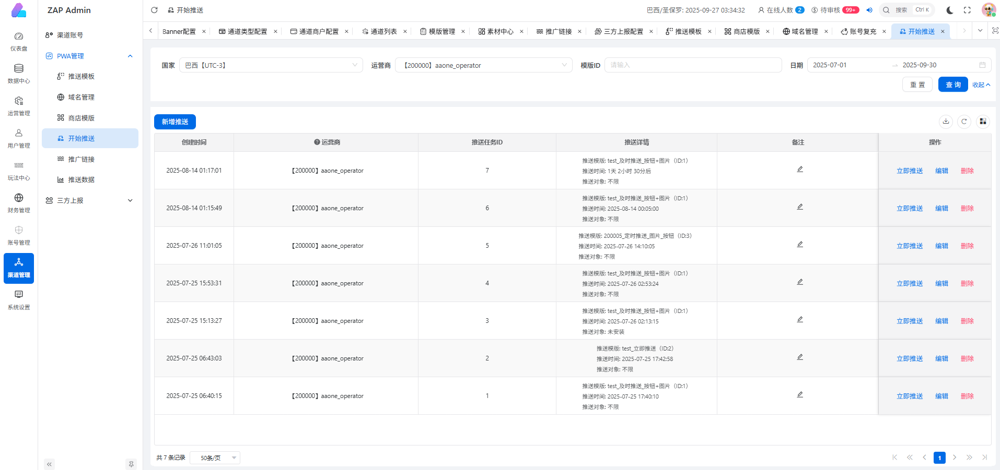 ZAP Admin
开始推送
巴西/圣保罗: 2025-09-27 03:34:32
在线人数 2
待审核 99+
搜索 Ctrl K
仪表盘
数据中心
运营管理
用户管理
玩法中心
财务管理
账号管理
渠道管理
系统设置
渠道账号
PWA管理
推送模板
域名管理
商店模版
开始推送
推广链接
推送数据
三方上报
Banner配置
通道类型配置
通道商户配置
通道列表
模版管理
素材中心
推广链接
三方上报配置
推送模板
商店模版
域名管理
账号复充
开始推送
国家 巴西【UTC-3】
运营商 【200000】aaone_operator
模版ID 请输入
日期 2025-07-01 → 2025-09-30
重 置
查 询
收起
新增推送
创建时间 运营商 推送任务ID 推送详情 备注 操作
2025-08-14 01:17:01 【200000】aaone_operator 7
推送模版: test_及时推送_按钮+图片（ID:1）
推送时间: 1天 2小时 30分后
推送对象: 不限
立即推送 编辑 删除
2025-08-14 01:15:49 【200000】aaone_operator 6
推送模版: test_及时推送_按钮+图片（ID:1）
推送时间: 2025-08-14 00:05:00
推送对象: 不限
立即推送 编辑 删除
2025-07-26 11:01:05 【200000】aaone_operator 5
推送模版: 200005_定时推送_图片_按钮（ID:3）
推送时间: 2025-07-26 14:10:05
推送对象: 不限
立即推送 编辑 删除
2025-07-25 15:53:31 【200000】aaone_operator 4
推送模版: test_及时推送_按钮+图片（ID:1）
推送时间: 2025-07-26 02:53:24
推送对象: 不限
立即推送 编辑 删除
2025-07-25 15:13:27 【200000】aaone_operator 3
推送模版: test_及时推送_按钮+图片（ID:1）
推送时间: 2025-07-26 02:13:15
推送对象: 未安装
立即推送 编辑 删除
2025-07-25 06:43:03 【200000】aaone_operator 2
推送模版: test_立即推送（ID:2）
推送时间: 2025-07-25 17:42:58
推送对象: 不限
立即推送 编辑 删除
2025-07-25 06:40:15 【200000】aaone_operator 1
推送模版: test_及时推送_按钮+图片（ID:1）
推送时间: 2025-07-25 17:40:10
推送对象: 不限
立即推送 编辑 删除
共 7 条记录 50条/页
1